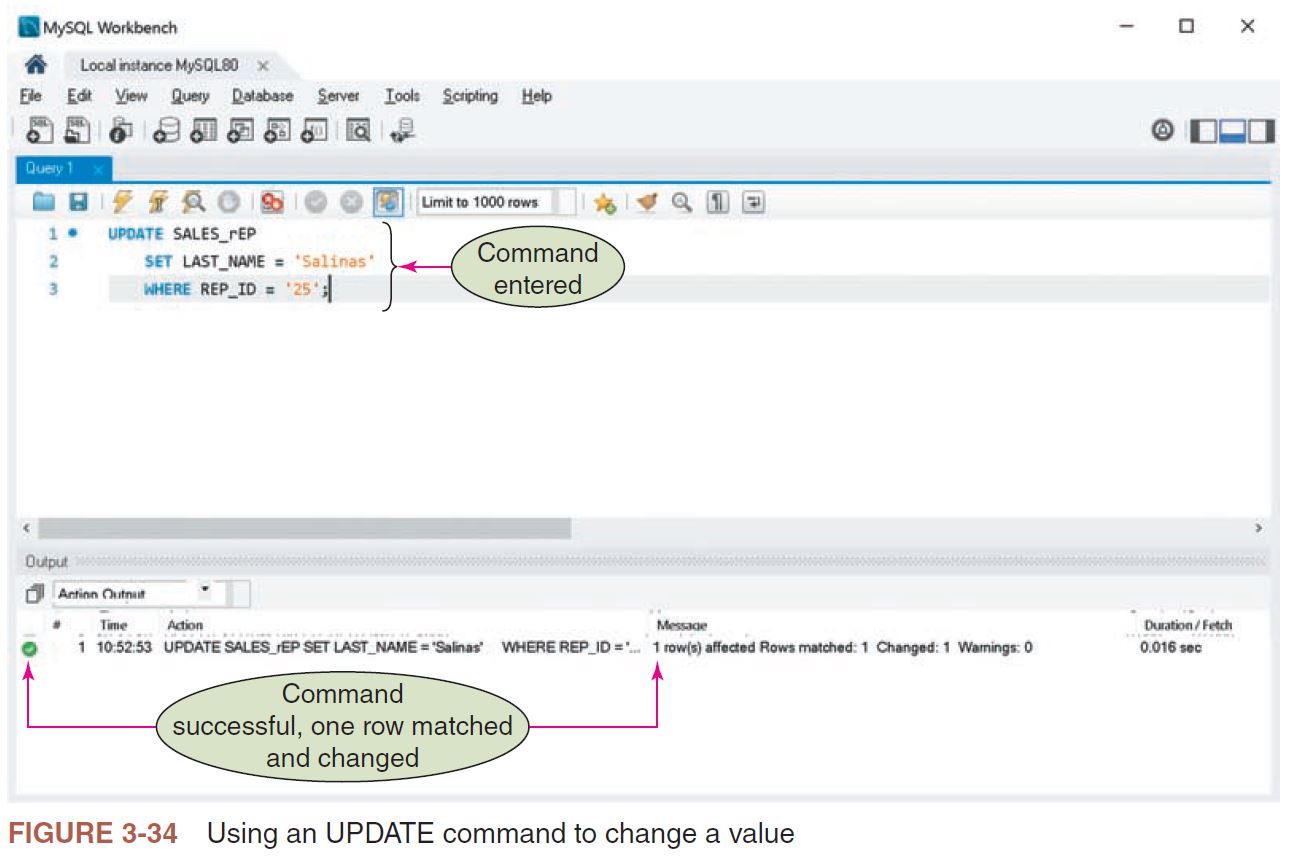 MySQL Workbench
Local instance MySQL80
File Edit View Query Database Server Tools Scripting Help
Query 1
Limit to 1000 rows
1 UPDATE SALES_rEP
2 SET LAST_NAME = 'Salinas'
3 WHERE REP_ID = '25';
Command
entered
Output
Action Output
# Time Action Message Duration / Fetch
1 10:52:53 UPDATE SALES_rEP SET LAST_NAME = 'Salinas' WHERE REP_ID = '... 1 row(s) affected Rows matched: 1 Changed: 1 Warnings: 0 0.016 sec
Command
successful, one row matched
and changed
FIGURE 3-34 Using an UPDATE command to change a value